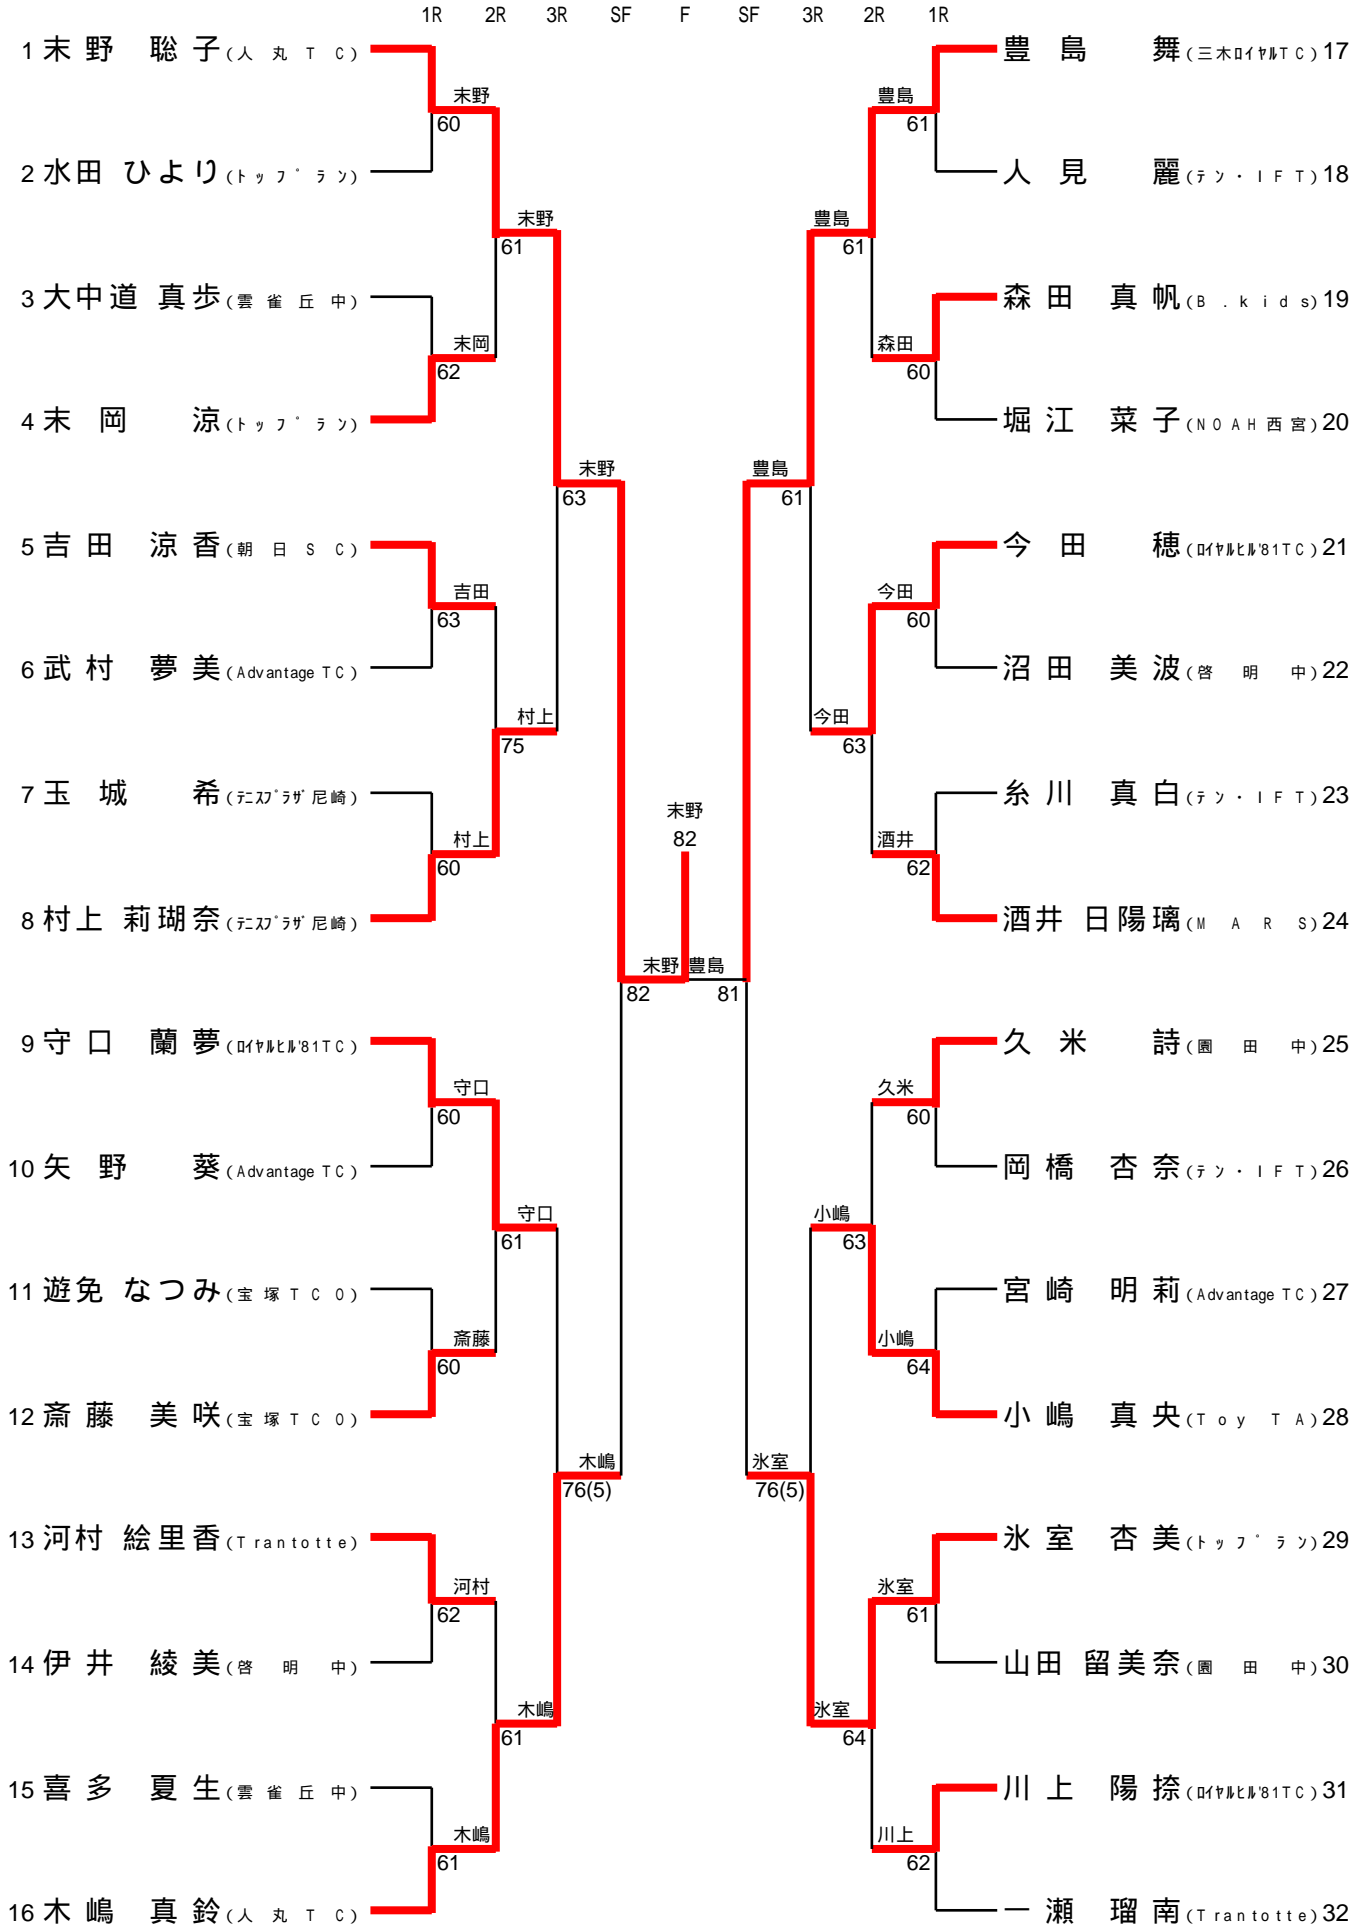 1R 2R 3R SF F SF 3R 2R 1R
1 末野 聡子 (人丸TC)
豊島 舞 (三木ロイヤルTC) 17
末野 豊島
60 61
2 水田 ひより (トップラン)
人見 麗 (テン・IFT) 18
末野 豊島
61 61
3 大中道 真歩 (雲雀丘中)
森田 真帆 (B.kids) 19
末岡 森田
62 60
4 末岡 涼 (トップラン)
堀江 菜子 (NOAH西宮) 20
末野 豊島
63 61
5 吉田 涼香 (朝日SC)
今田 穂 (ロイヤルヒル'81TC) 21
吉田 今田
63 60
6 武村 夢美 (Advantage TC)
沼田 美波 (啓明中) 22
村上 今田
75 63
7 玉城 希 (テニスプラザ尼崎)
糸川 真白 (テン・IFT) 23
末野
82
村上 酒井
60 62
8 村上 莉瑚奈 (テニスプラザ尼崎)
酒井 日陽璃 (MARS) 24
末野 豊島
82 81
9 守口 蘭夢 (ロイヤルヒル'81TC)
久米 詩 (園田中) 25
守口 久米
60 60
10 矢野 葵 (Advantage TC)
岡橋 杏奈 (テン・IFT) 26
守口 小嶋
61 63
11 遊免 なつみ (宝塚TCO)
宮崎 明莉 (Advantage TC) 27
斎藤 小嶋
60 64
12 斎藤 美咲 (宝塚TCO)
小嶋 真央 (Toy TA) 28
木嶋 氷室
76(5) 76(5)
13 河村 絵里香 (Trantotte)
氷室 杏美 (トップラン) 29
河村 氷室
62 61
14 伊井 綾美 (啓明中)
山田 留美奈 (園田中) 30
木嶋 氷室
61 64
15 喜多 夏生 (雲雀丘中)
川上 陽捺 (ロイヤルヒル'81TC) 31
木嶋 川上
61 62
16 木嶋 真鈴 (人丸TC)
一瀬 瑠南 (Trantotte) 32